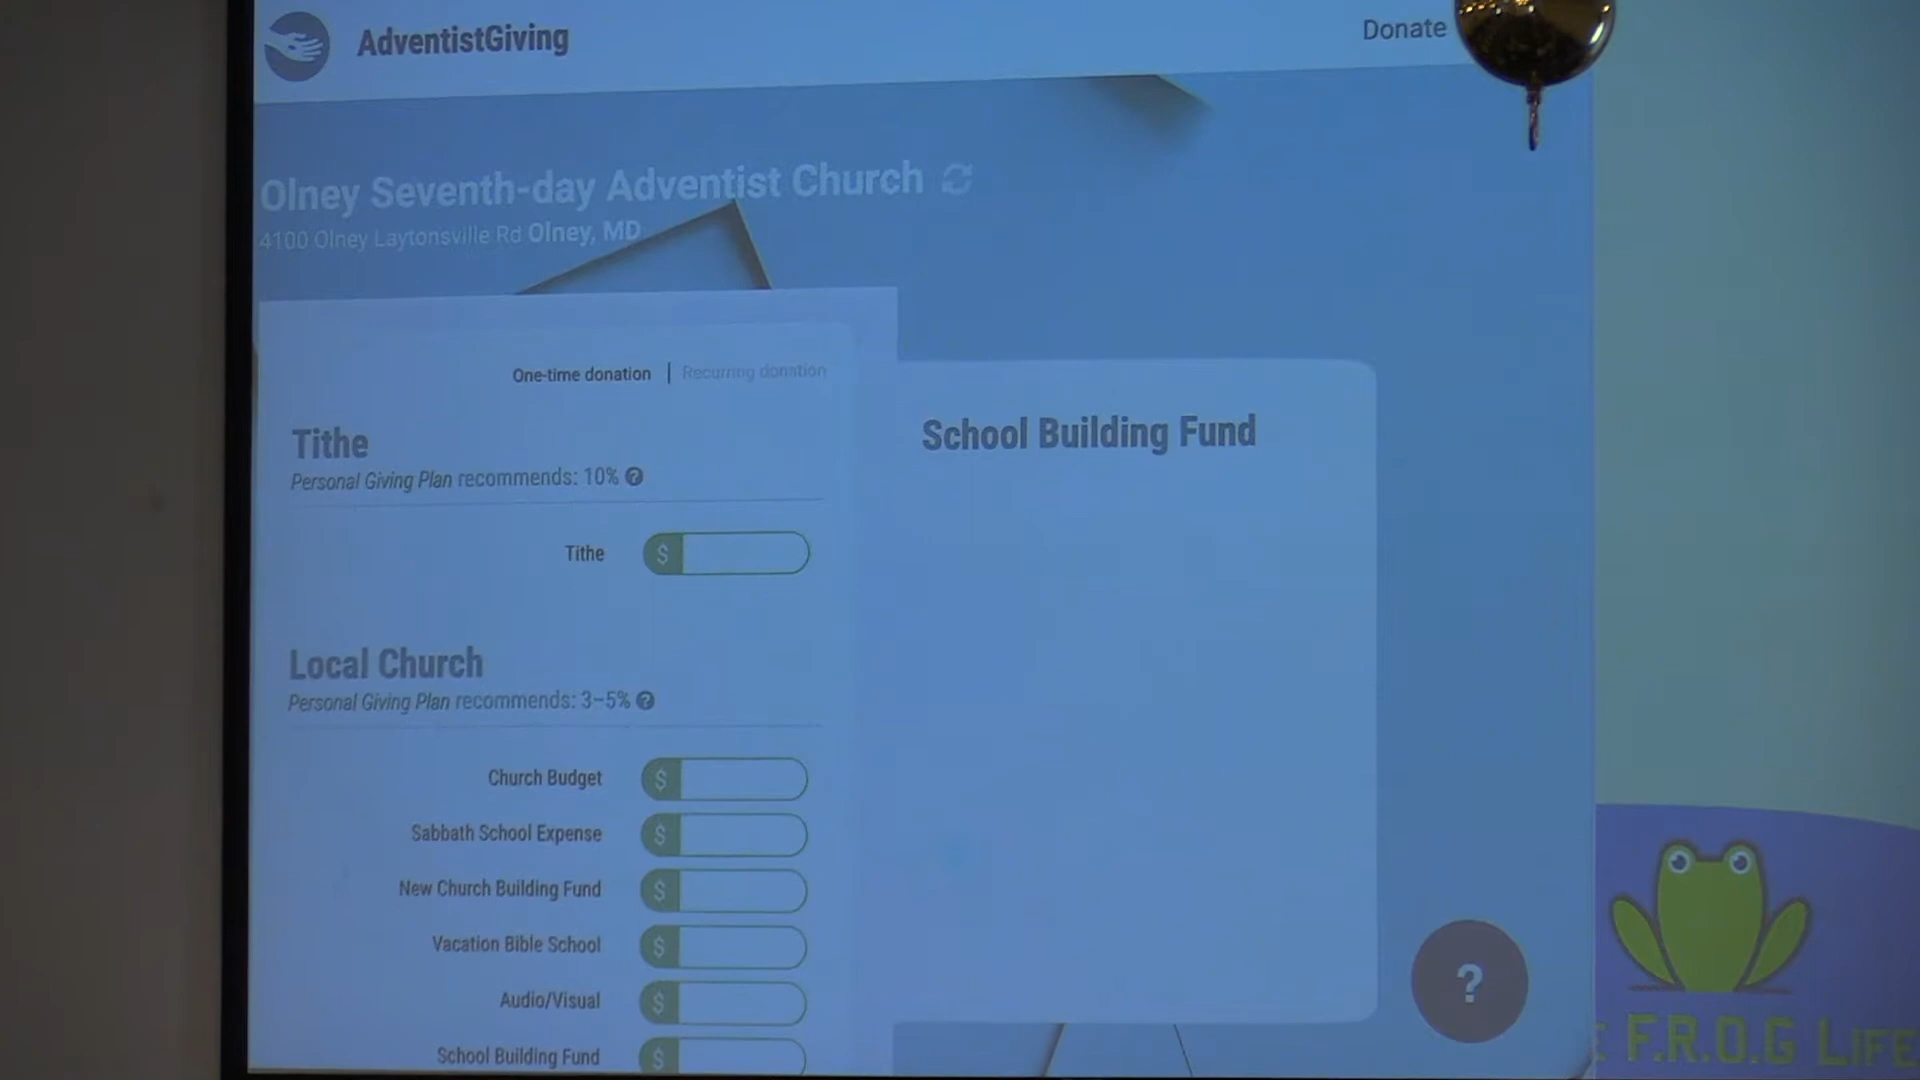 AdventistGiving
Donate
Olney Seventh-day Adventist Church
4100 Olney Laytonsville Rd Olney, MD
One-time donation | Recurring donation
Tithe
Personal Giving Plan recommends: 10% ?
Tithe $
Local Church
Personal Giving Plan recommends: 3–5% ?
Church Budget $
Sabbath School Expense $
New Church Building Fund $
Vacation Bible School $
Audio/Visual $
School Building Fund $
School Building Fund
?
F.R.O.G LIFE